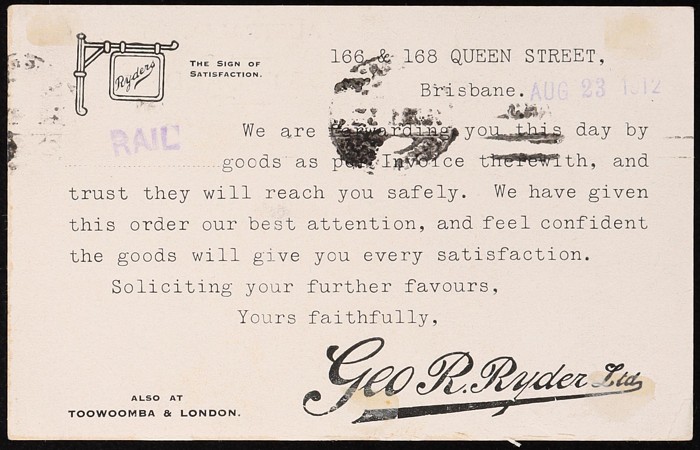 Ryders
THE SIGN OF
SATISFACTION.
166 & 168 QUEEN STREET,
Brisbane. AUG 23 1912
We are forwarding you this day by
RAIL
goods as per Invoice therewith, and
trust they will reach you safely. We have given
this order our best attention, and feel confident
the goods will give you every satisfaction.
Soliciting your further favours,
Yours faithfully,
Geo R. Ryder Ltd
ALSO AT
TOOWOOMBA & LONDON.